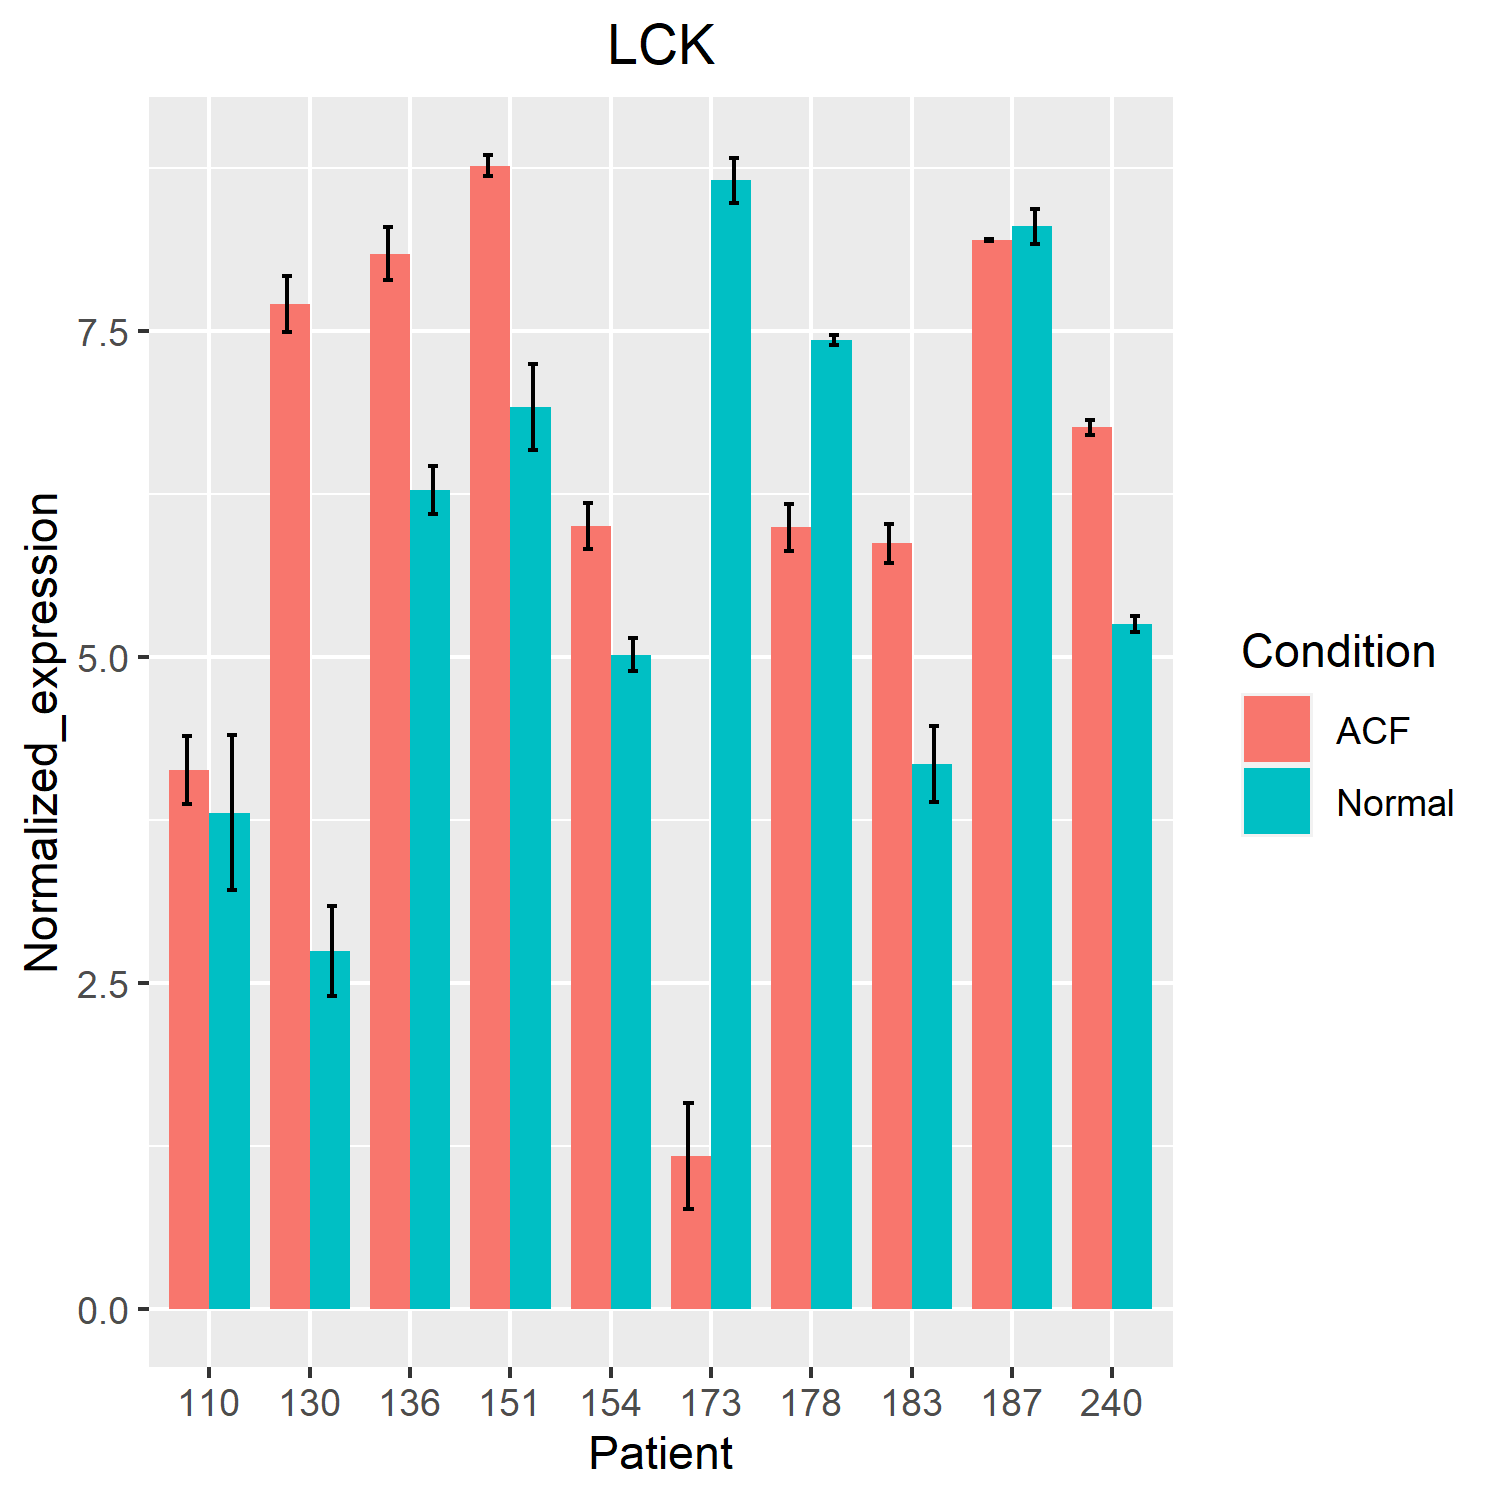 LCK
Normalized_expression
7.5
5.0
2.5
0.0
110 130 136 151 154 173 178 183 187 240
Patient
Condition
ACF
Normal